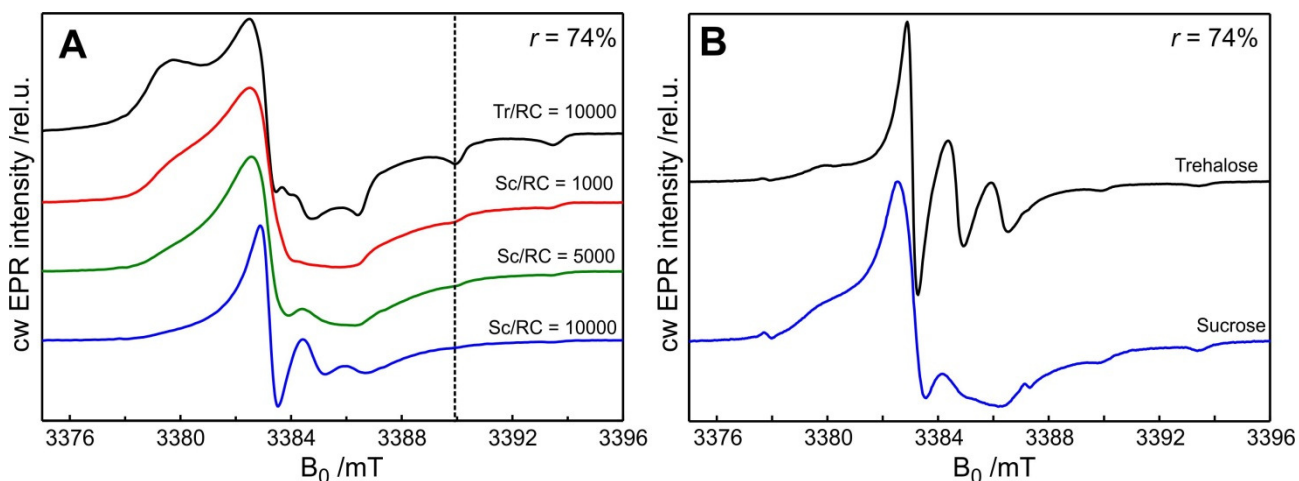 A
r = 74%
Tr/RC = 10000
Sc/RC = 1000
Sc/RC = 5000
Sc/RC = 10000
cw EPR intensity /rel.u.
3376 3380 3384 3388 3392 3396
B0 /mT
B
r = 74%
Trehalose
Sucrose
cw EPR intensity /rel.u.
3376 3380 3384 3388 3392 3396
B0 /mT